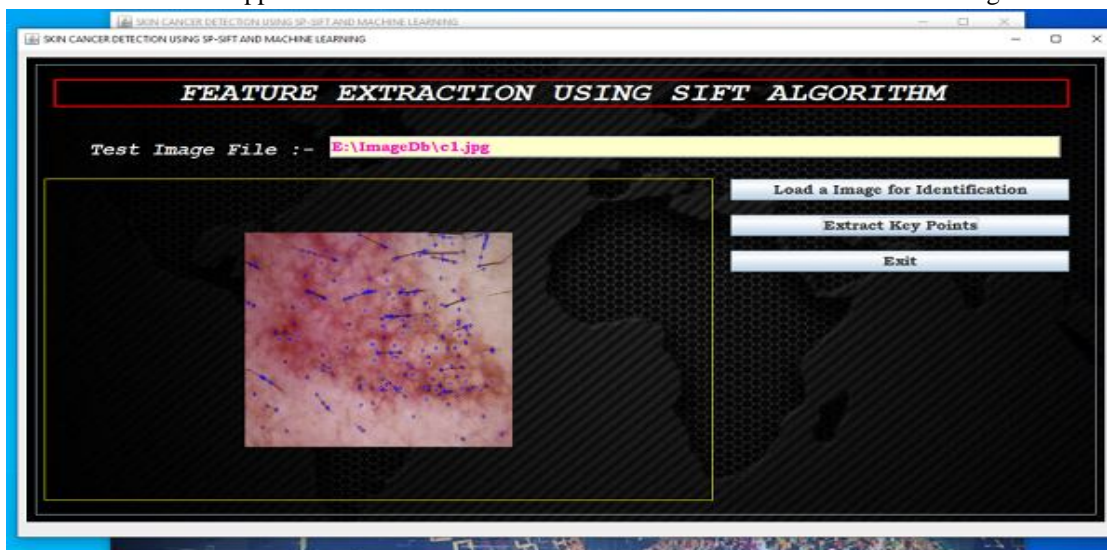 SKIN CANCER DETECTION USING SP-SIFT AND MACHINE LEARNING
SKIN CANCER DETECTION USING SP-SIFT AND MACHINE LEARNING
FEATURE EXTRACTION USING SIFT ALGORITHM
Test Image File :- E:\ImageDb\c1.jpg
Load a Image for Identification
Extract Key Points
Exit